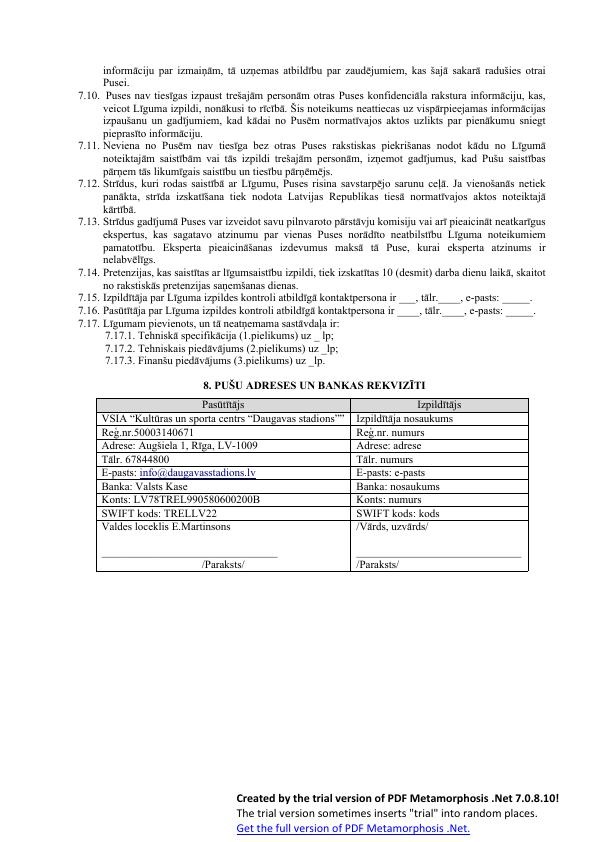 informāciju par izmaiņām, tā uzņemas atbildību par zaudējumiem, kas šajā sakarā radušies otrai
Pusei.
7.10. Puses nav tiesīgas izpaust trešajām personām otras Puses konfidenciāla rakstura informāciju, kas,
veicot Līguma izpildi, nonākusi to rīcībā. Šis noteikums neattiecas uz vispārpieejamas informācijas
izpaušanu un gadījumiem, kad kādai no Pusēm normatīvajos aktos uzlikts par pienākumu sniegt
pieprasīto informāciju.
7.11. Neviena no Pusēm nav tiesīga bez otras Puses rakstiskas piekrišanas nodot kādu no Līgumā
noteiktajām saistībām vai tās izpildi trešajām personām, izņemot gadījumus, kad Pušu saistības
pārņem tās likumīgais saistību un tiesību pārņēmējs.
7.12. Strīdus, kuri rodas saistībā ar Līgumu, Puses risina savstarpējo sarunu ceļā. Ja vienošanās netiek
panākta, strīda izskatīšana tiek nodota Latvijas Republikas tiesā normatīvajos aktos noteiktajā
kārtībā.
7.13. Strīdus gadījumā Puses var izveidot savu pilnvaroto pārstāvju komisiju vai arī pieaicināt neatkarīgus
ekspertus, kas sagatavo atzinumu par vienas Puses norādīto neatbilstību Līguma noteikumiem
pamatotību. Eksperta pieaicināšanas izdevumus maksā tā Puse, kurai eksperta atzinums ir
nelabvēlīgs.
7.14. Pretenzijas, kas saistītas ar līgumsaistību izpildi, tiek izskatītas 10 (desmit) darba dienu laikā, skaitot
no rakstiskās pretenzijas saņemšanas dienas.
7.15. Izpildītāja par Līguma izpildes kontroli atbildīgā kontaktpersona ir ___, tālr.____, e-pasts: _____.
7.16. Pasūtītāja par Līguma izpildes kontroli atbildīgā kontaktpersona ir ____, tālr.____, e-pasts: _____.
7.17. Līgumam pievienots, un tā neatņemama sastāvdaļa ir:
7.17.1. Tehniskā specifikācija (1.pielikums) uz _ lp;
7.17.2. Tehniskais piedāvājums (2.pielikums) uz _lp;
7.17.3. Finanšu piedāvājums (3.pielikums) uz _lp.
8. PUŠU ADRESES UN BANKAS REKVIZĪTI
Pasūtītājs Izpildītājs
VSIA “Kultūras un sporta centrs “Daugavas stadions”” Izpildītāja nosaukums
Reģ.nr.50003140671 Reģ.nr. numurs
Adrese: Augšiela 1, Rīga, LV-1009 Adrese: adrese
Tālr. 67844800 Tālr. numurs
E-pasts: info@daugavasstadions.lv E-pasts: e-pasts
Banka: Valsts Kase Banka: nosaukums
Konts: LV78TREL990580600200B Konts: numurs
SWIFT kods: TRELLV22 SWIFT kods: kods
Valdes loceklis E.Martinsons /Vārds, uzvārds/
/Paraksts/ /Paraksts/
Created by the trial version of PDF Metamorphosis .Net 7.0.8.10!
The trial version sometimes inserts "trial" into random places.
Get the full version of PDF Metamorphosis .Net.